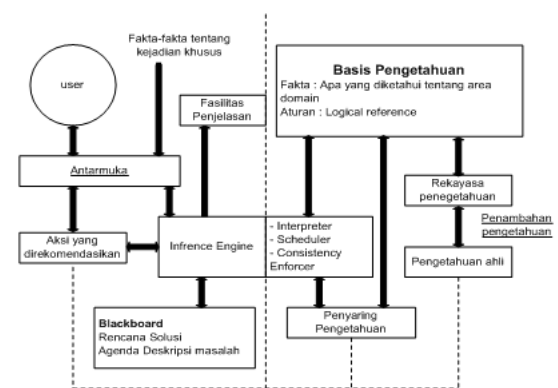 Fakta-fakta tentang
kejadian khusus
user
Basis Pengetahuan
Fakta : Apa yang diketahui tentang area
domain
Aturan : Logical reference
Fasilitas
Penjelasan
Antarmuka
Rekayasa
penegetahuan
Penambahan
pengetahuan
Aksi yang
direkomendasikan
Infrence Engine
- Interpreter
- Scheduler
- Consistency
Enforcer
Pengetahuan ahli
Blackboard
Rencana Solusi
Agenda Deskripsi masalah
Penyaring
Pengetahuan